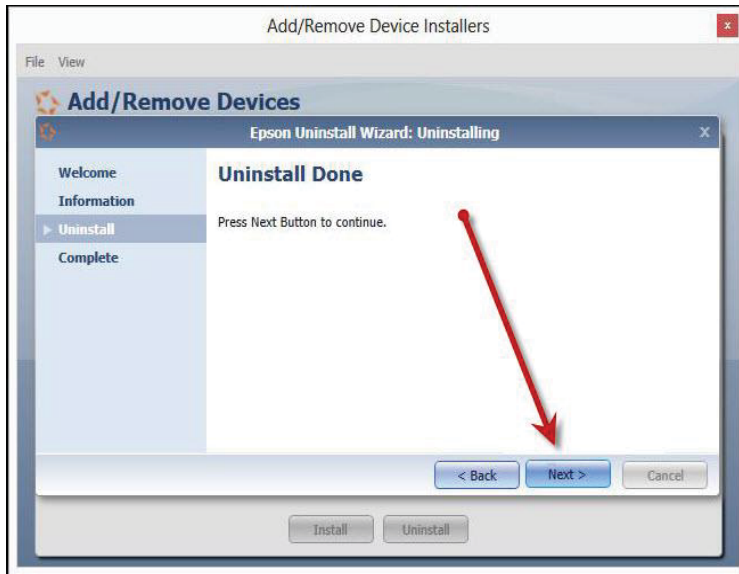 Add/Remove Device Installers
x
File View
Add/Remove Devices
Epson Uninstall Wizard: Uninstalling
x
Welcome
Information
Uninstall
Complete
Uninstall Done
Press Next Button to continue.
< Back
Next >
Cancel
Install
Uninstall